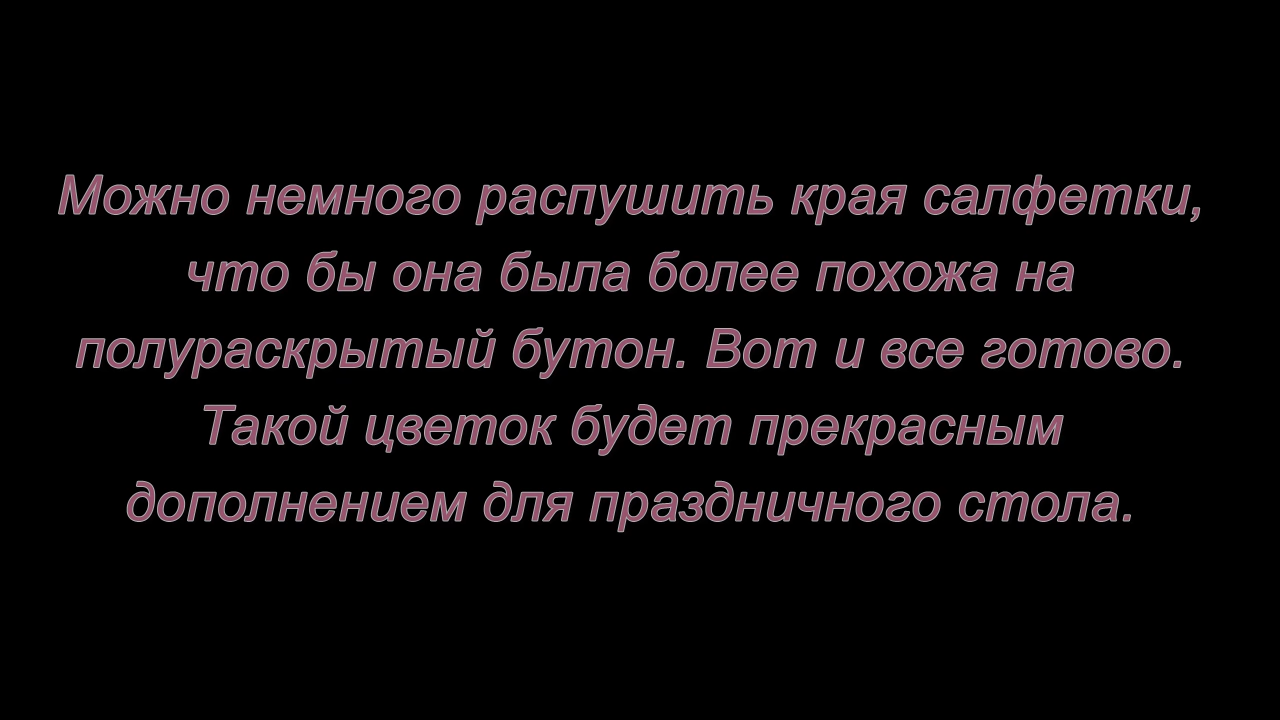 Можно немного распушить края салфетки,
что бы она была более похожа на
полураскрытый бутон. Вот и все готово.
Такой цветок будет прекрасным
дополнением для праздничного стола.